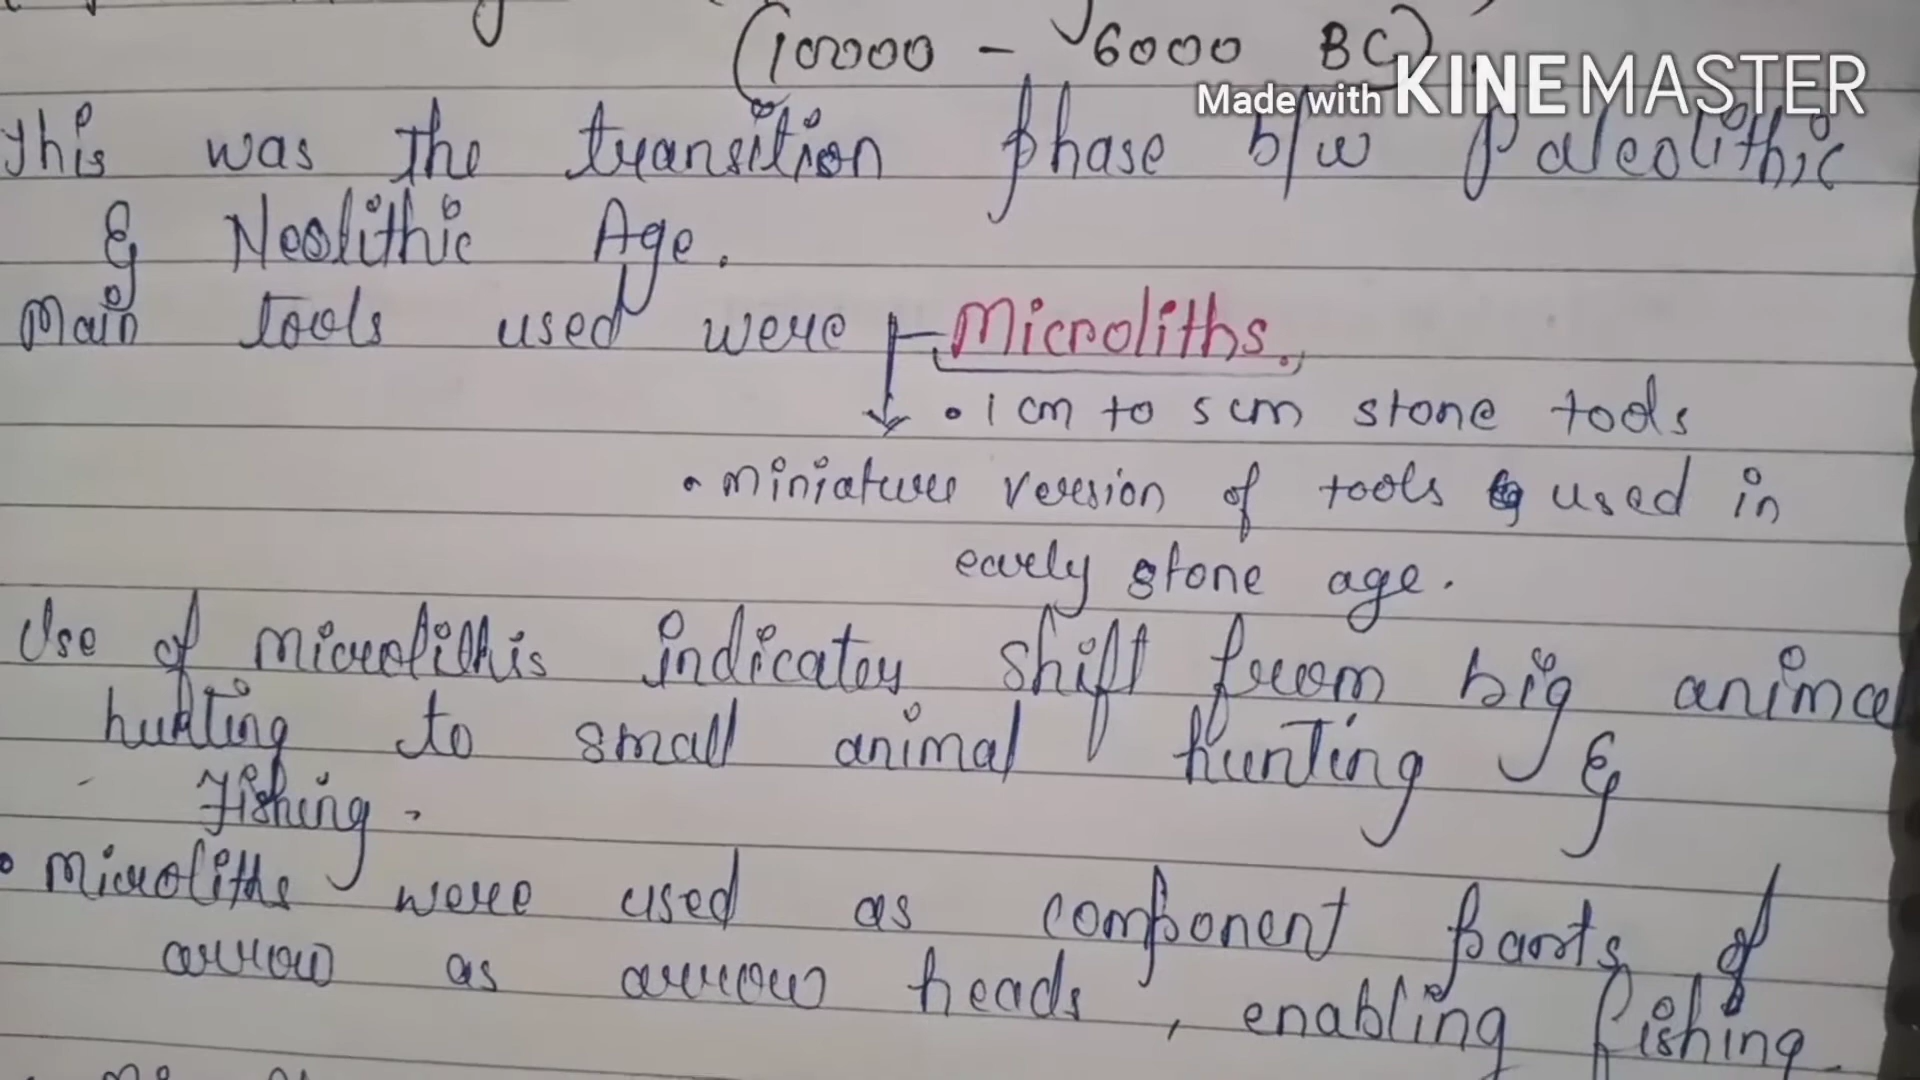 (10000 - 6000 BC)
Made with KINEMASTER
This was the transition phase b/w Paleolithic
& Neolithic Age.
Main tools used were Microliths.
• 1 cm to 5 cm stone tools
• miniature version of tools used in
early stone age.
Use of microliths indicates shift from big animal
hunting to small animal hunting &
Fishing.
• Microliths were used as component parts of
arrow as arrow heads, enabling fishing.